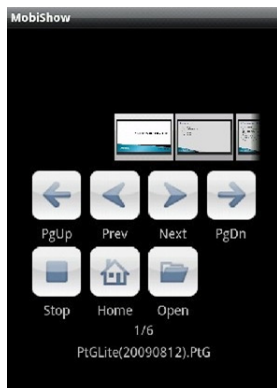 MobiShow
PgUp Prev Next PgDn
Stop Home Open
1/6
PtGLite(20090812).PtG